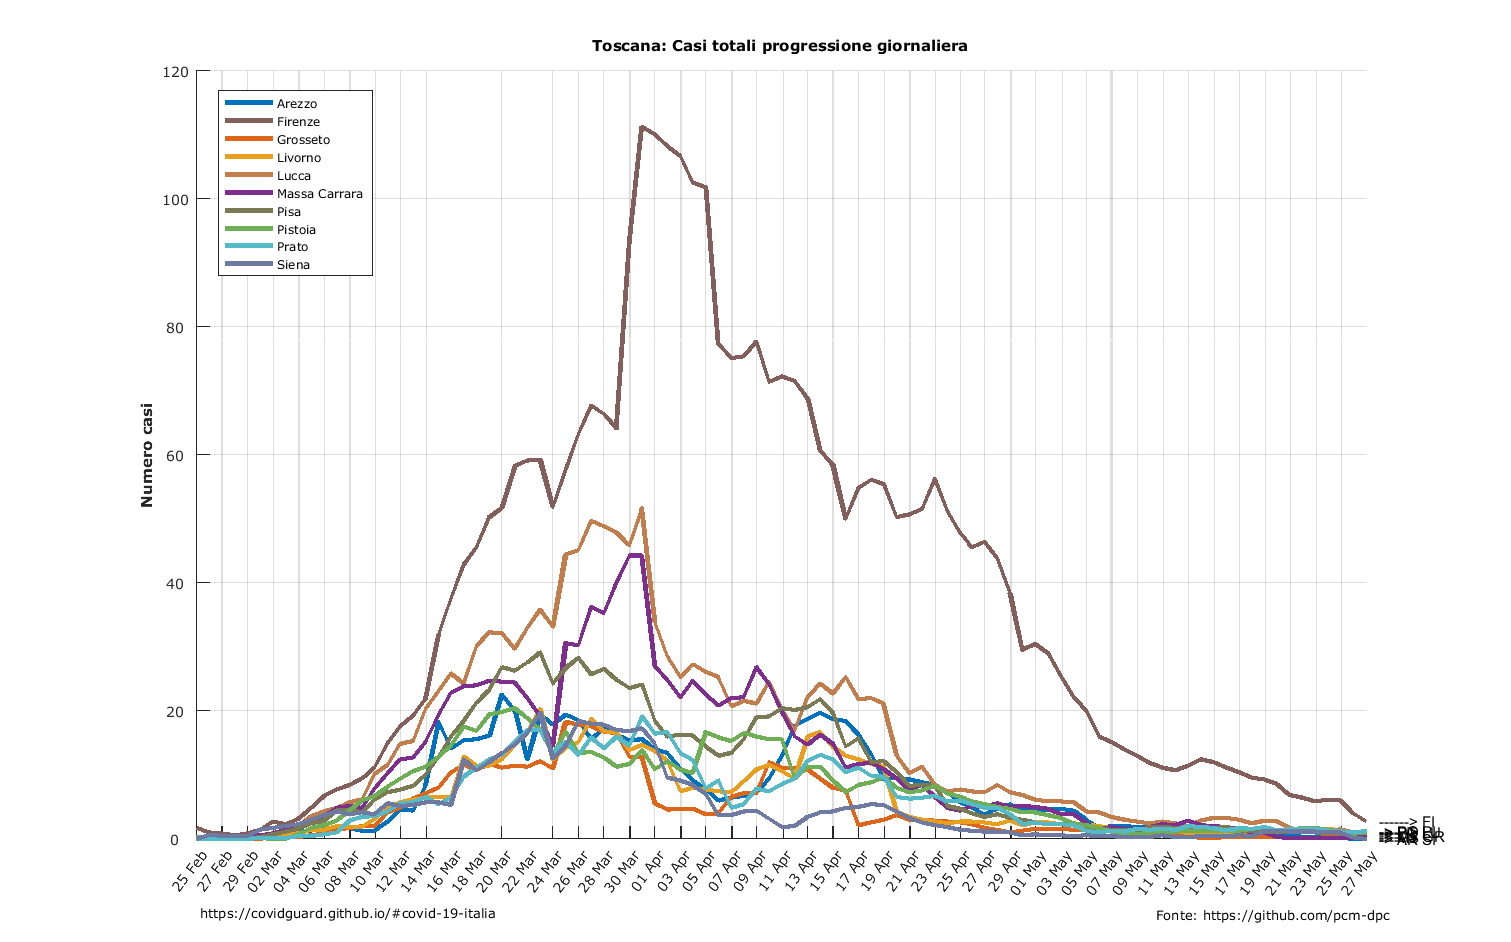 Toscana: Casi totali progressione giornaliera
120
100
80
60
40
20
0
Numero casi
Arezzo
Firenze
Grosseto
Livorno
Lucca
Massa Carrara
Pisa
Pistoia
Prato
Siena
------> FI
25 Feb
27 Feb
29 Feb
02 Mar
04 Mar
06 Mar
08 Mar
10 Mar
12 Mar
14 Mar
16 Mar
18 Mar
20 Mar
22 Mar
24 Mar
26 Mar
28 Mar
30 Mar
01 Apr
03 Apr
05 Apr
07 Apr
09 Apr
11 Apr
13 Apr
15 Apr
17 Apr
19 Apr
21 Apr
23 Apr
25 Apr
27 Apr
29 Apr
01 May
03 May
05 May
07 May
09 May
11 May
13 May
15 May
17 May
19 May
21 May
23 May
25 May
27 May
https://covidguard.github.io/#covid-19-italia
Fonte: https://github.com/pcm-dpc